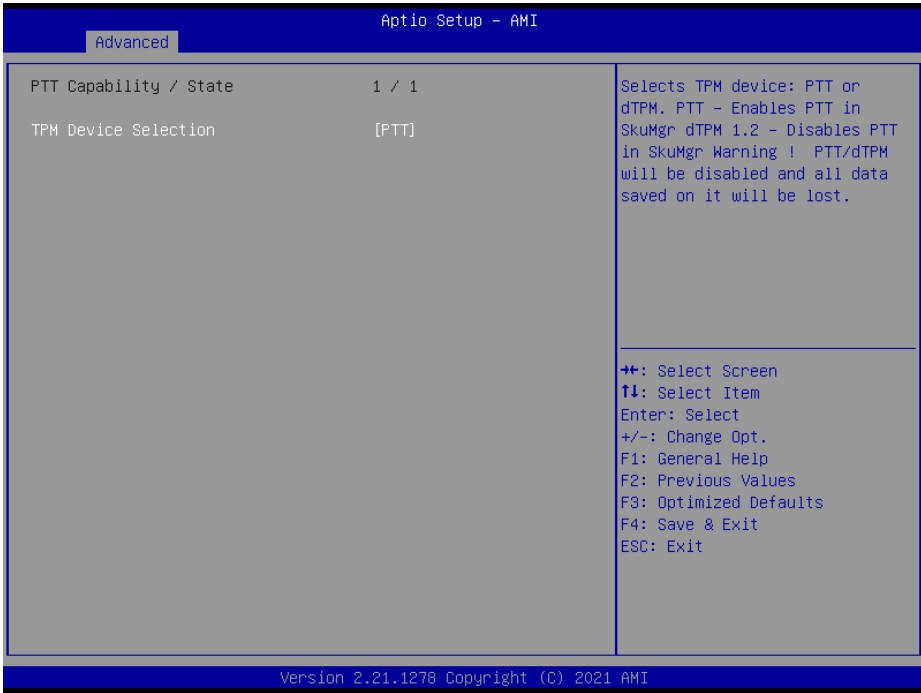 Aptio Setup - AMI
Advanced
PTT Capability / State 1 / 1
TPM Device Selection [PTT]
Selects TPM device: PTT or
dTPM. PTT - Enables PTT in
SkuMgr dTPM 1.2 - Disables PTT
in SkuMgr Warning ! PTT/dTPM
will be disabled and all data
saved on it will be lost.
→←: Select Screen
↑↓: Select Item
Enter: Select
+/-: Change Opt.
F1: General Help
F2: Previous Values
F3: Optimized Defaults
F4: Save & Exit
ESC: Exit
Version 2.21.1278 Copyright (C) 2021 AMI